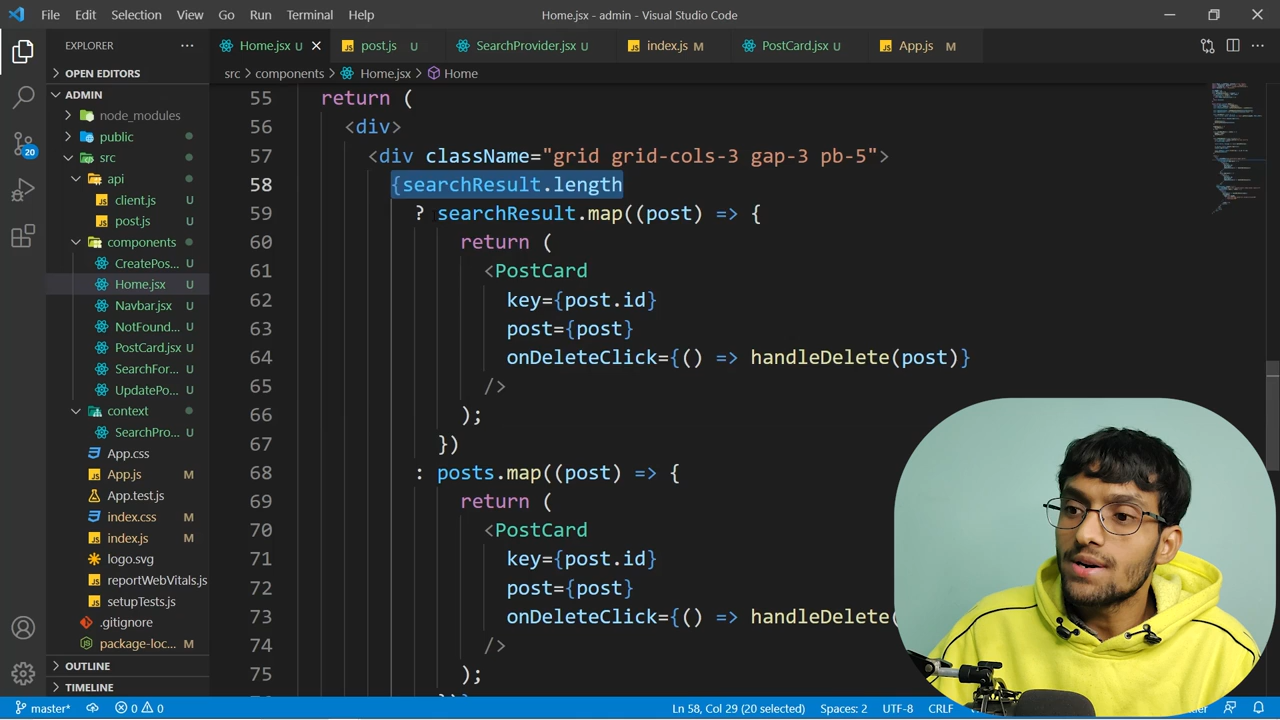 File Edit Selection View Go Run Terminal Help Home.jsx - admin - Visual Studio Code
EXPLORER ...
Home.jsx U
post.js U
SearchProvider.jsx U
index.js M
PostCard.jsx U
App.js M
OPEN EDITORS
src > components > Home.jsx > Home
ADMIN
node_modules
public
src
api
client.js U
post.js U
components
CreatePos... U
Home.jsx U
Navbar.jsx U
NotFound... U
PostCard.jsx U
SearchFor... U
UpdatePo... U
context
SearchPro... U
App.css
App.js M
App.test.js
index.css M
index.js M
logo.svg
reportWebVitals.js
setupTests.js
.gitignore
package-loc... M
OUTLINE
TIMELINE
20
55 return (
56 <div>
57 <div className="grid grid-cols-3 gap-3 pb-5">
58 {searchResult.length
59 ? searchResult.map((post) => {
60 return (
61 <PostCard
62 key={post.id}
63 post={post}
64 onDeleteClick={() => handleDelete(post)}
65 />
66 );
67 })
68 : posts.map((post) => {
69 return (
70 <PostCard
71 key={post.id}
72 post={post}
73 onDeleteClick={() => handleDelete(
74 />
75 );
master* 0 0 Ln 58, Col 29 (20 selected) Spaces: 2 UTF-8 CRLF